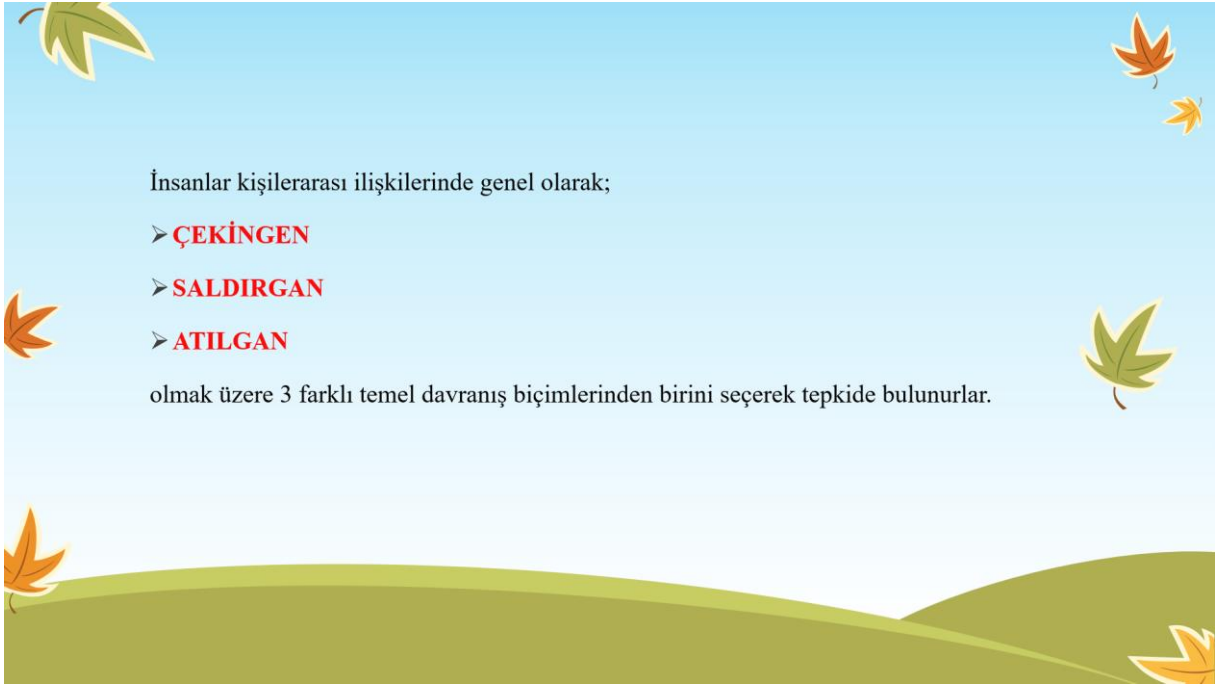 İnsanlar kişilerarası ilişkilerinde genel olarak;
➢ ÇEKİNGEN
➢ SALDIRGAN
➢ ATILGAN
olmak üzere 3 farklı temel davranış biçimlerinden birini seçerek tepkide bulunurlar.